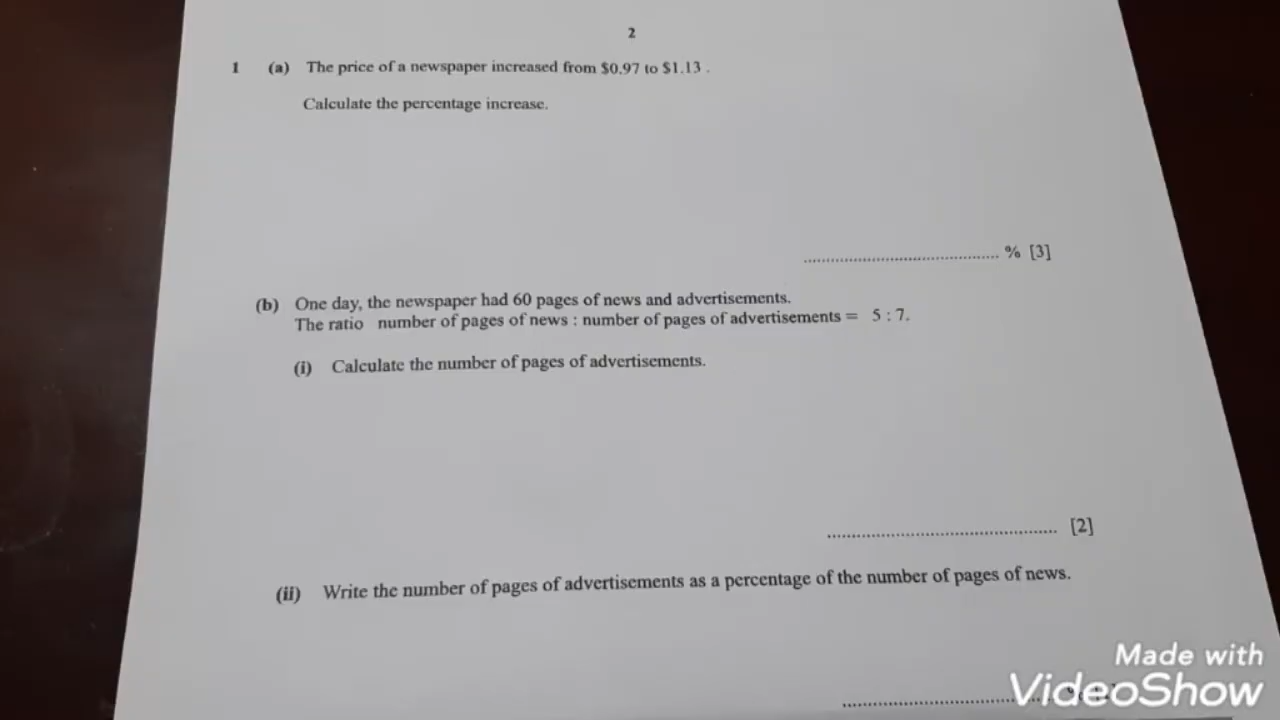 2
1 (a) The price of a newspaper increased from $0.97 to $1.13 .
Calculate the percentage increase.
........................................ % [3]
(b) One day, the newspaper had 60 pages of news and advertisements.
The ratio number of pages of news : number of pages of advertisements = 5 : 7.
(i) Calculate the number of pages of advertisements.
........................................ [2]
(ii) Write the number of pages of advertisements as a percentage of the number of pages of news.
........................................ %
Made with
VideoShow